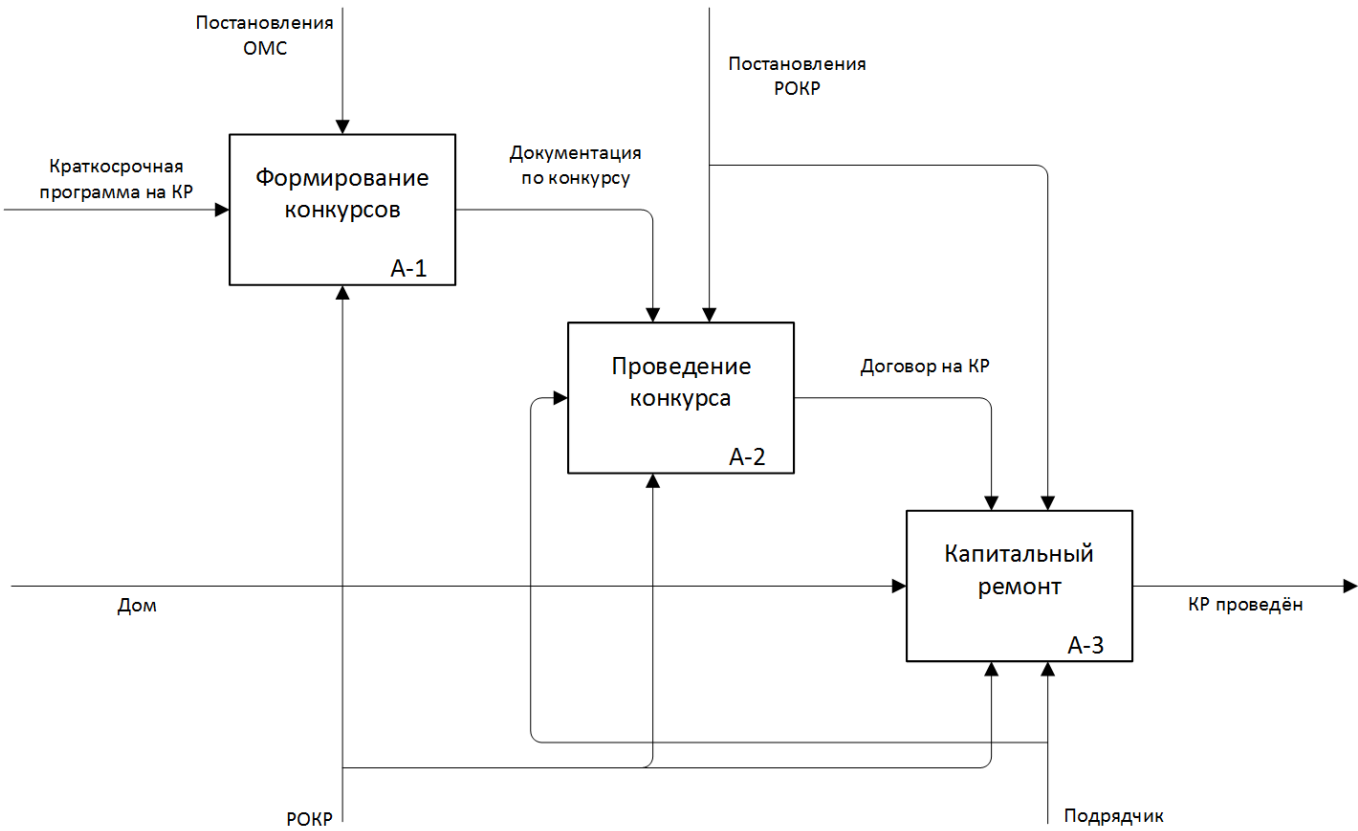 Постановления
ОМС
Постановления
РОКР
Краткосрочная
программа на КР
Формирование
конкурсов
А-1
Документация
по конкурсу
Проведение
конкурса
А-2
Договор на КР
Капитальный
ремонт
А-3
Дом
КР проведён
РОКР
Подрядчик